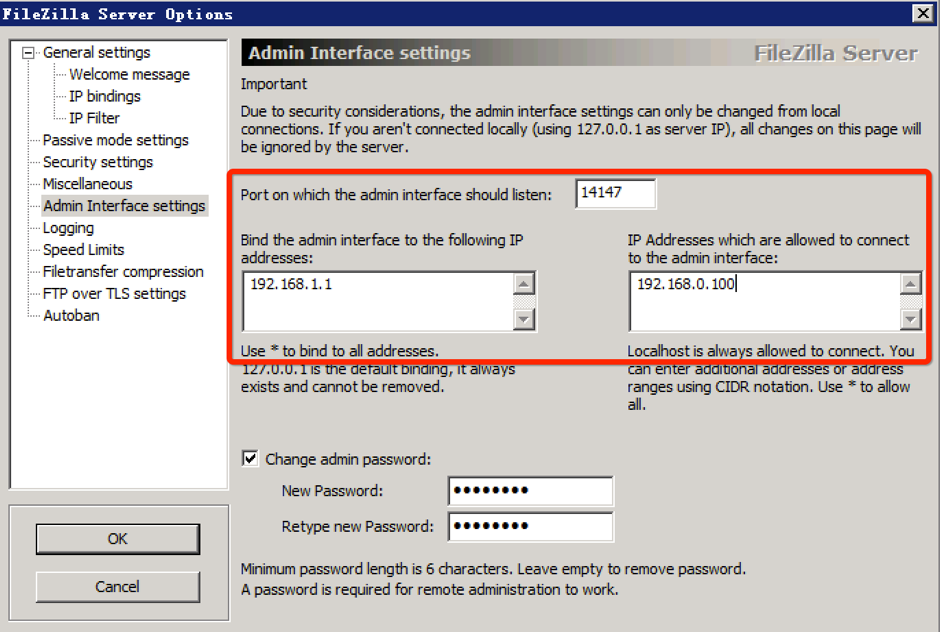 FileZilla Server Options
General settings
Welcome message
IP bindings
IP Filter
Passive mode settings
Security settings
Miscellaneous
Admin Interface settings
Logging
Speed Limits
Filetransfer compression
FTP over TLS settings
Autoban
OK
Cancel
Admin Interface settings
FileZilla Server
Important
Due to security considerations, the admin interface settings can only be changed from local
connections. If you aren't connected locally (using 127.0.0.1 as server IP), all changes on this page will
be ignored by the server.
Port on which the admin interface should listen: 14147
Bind the admin interface to the following IP
addresses:
192.168.1.1
Use * to bind to all addresses.
127.0.0.1 is the default binding, it always
exists and cannot be removed.
IP Addresses which are allowed to connect
to the admin interface:
192.168.0.100
Localhost is always allowed to connect. You
can enter additional addresses or address
ranges using CIDR notation. Use * to allow
all.
Change admin password:
New Password: ●●●●●●●●
Retype new Password: ●●●●●●●●
Minimum password length is 6 characters. Leave empty to remove password.
A password is required for remote administration to work.